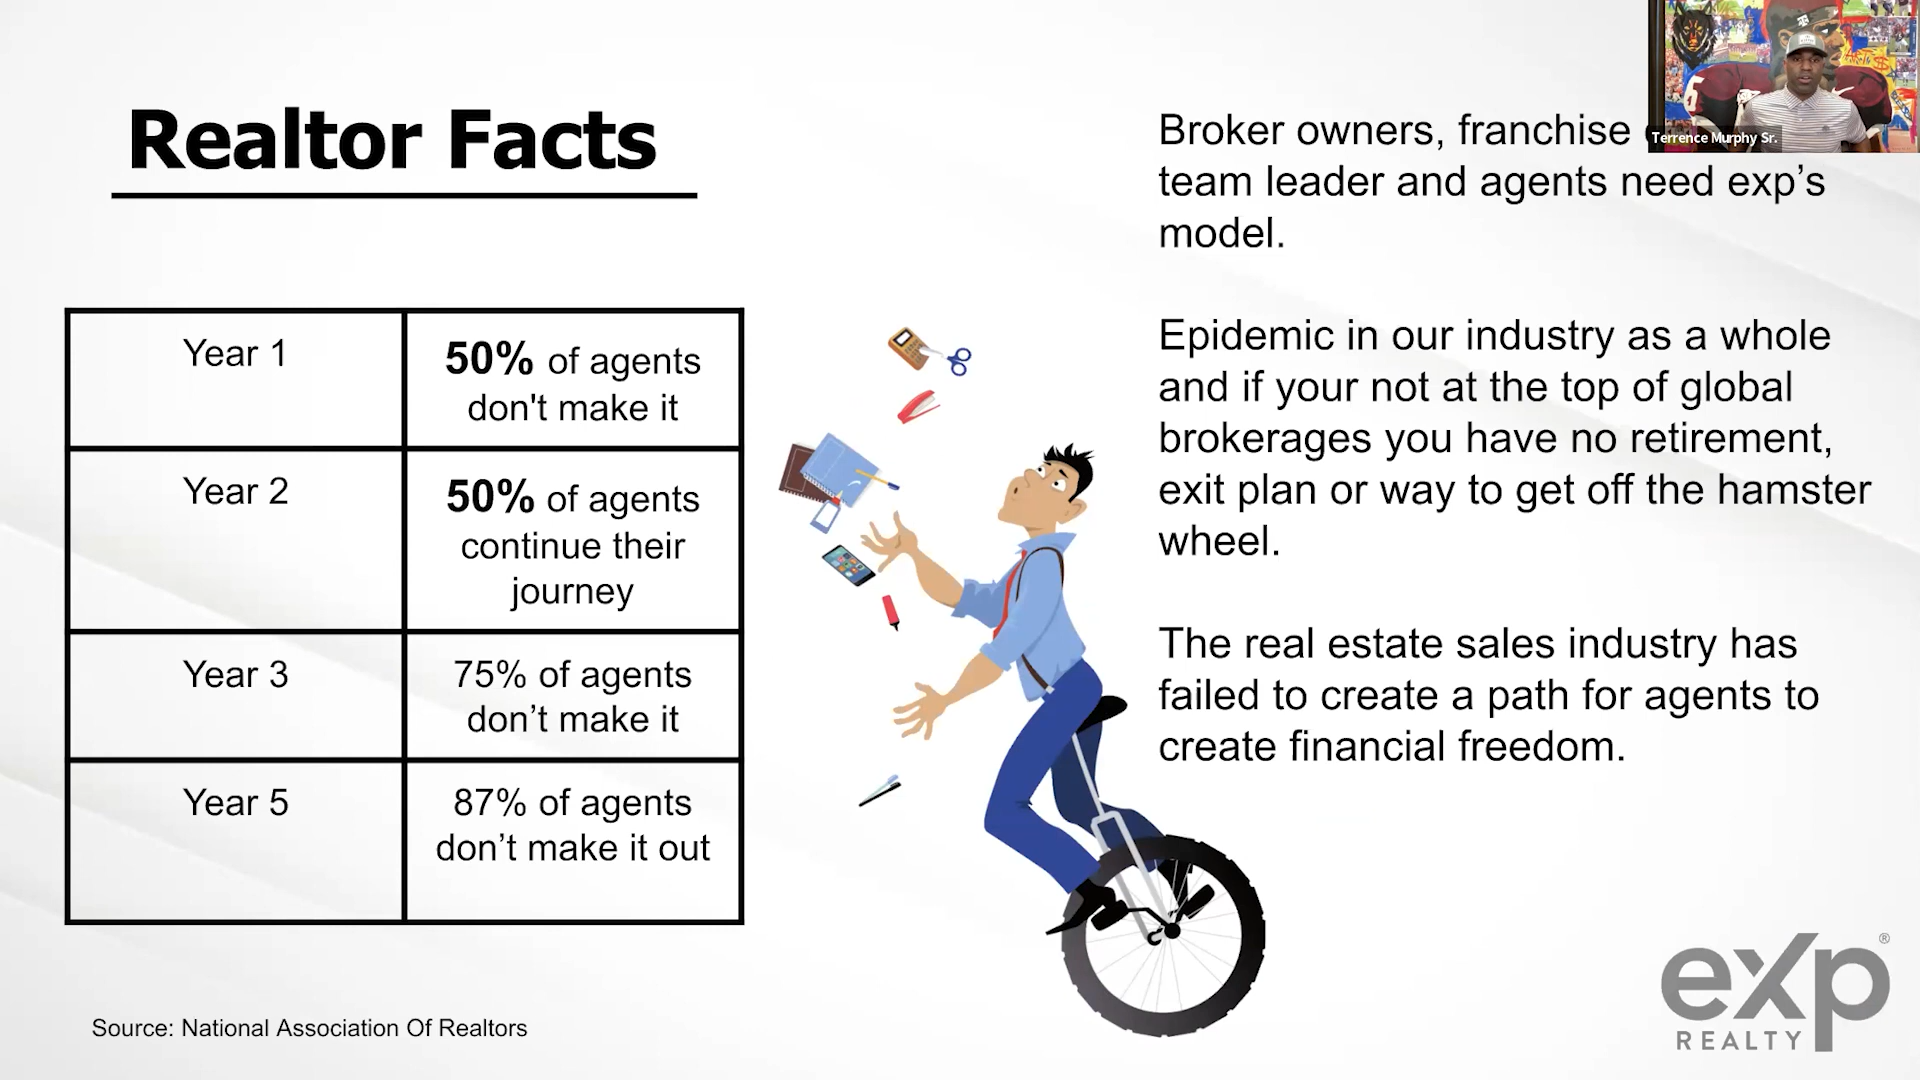 Realtor Facts
Year 1
50% of agents
don't make it
Year 2
50% of agents
continue their
journey
Year 3
75% of agents
don’t make it
Year 5
87% of agents
don’t make it out
Source: National Association Of Realtors
Broker owners, franchise
team leader and agents need exp’s
model.
Epidemic in our industry as a whole
and if your not at the top of global
brokerages you have no retirement,
exit plan or way to get off the hamster
wheel.
The real estate sales industry has
failed to create a path for agents to
create financial freedom.
Terrence Murphy Sr.
eXp®
REALTY